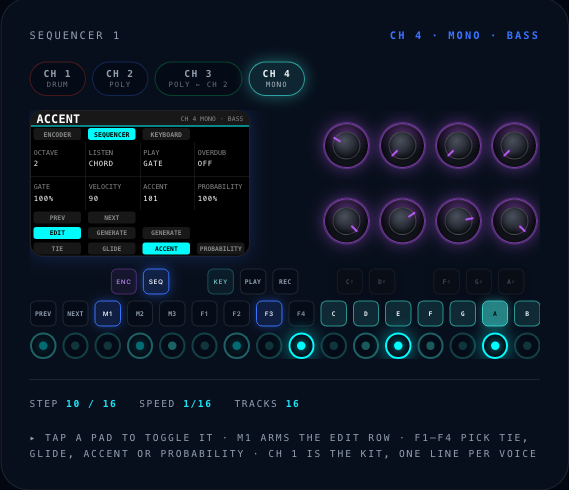 SEQUENCER 1
CH 4 · MONO · BASS
CH 1 CH 2 CH 3 CH 4
DRUM POLY POLY ← CH 2 MONO
ACCENT CH 4 MONO · BASS
ENCODER SEQUENCER KEYBOARD
OCTAVE LISTEN PLAY OVERDUB
2 CHORD GATE OFF
GATE VELOCITY ACCENT PROBABILITY
100% 90 101 100%
PREV NEXT
EDIT GENERATE GENERATE
TIE GLIDE ACCENT PROBABILITY
ENC SEQ KEY PLAY REC C♯ D♯ F♯ G♯ A♯
PREV NEXT M1 M2 M3 F1 F2 F3 F4 C D E F G A B
STEP 10 / 16 SPEED 1/16 TRACKS 16
▸ TAP A PAD TO TOGGLE IT · M1 ARMS THE EDIT ROW · F1–F4 PICK TIE,
GLIDE, ACCENT OR PROBABILITY · CH 1 IS THE KIT, ONE LINE PER VOICE